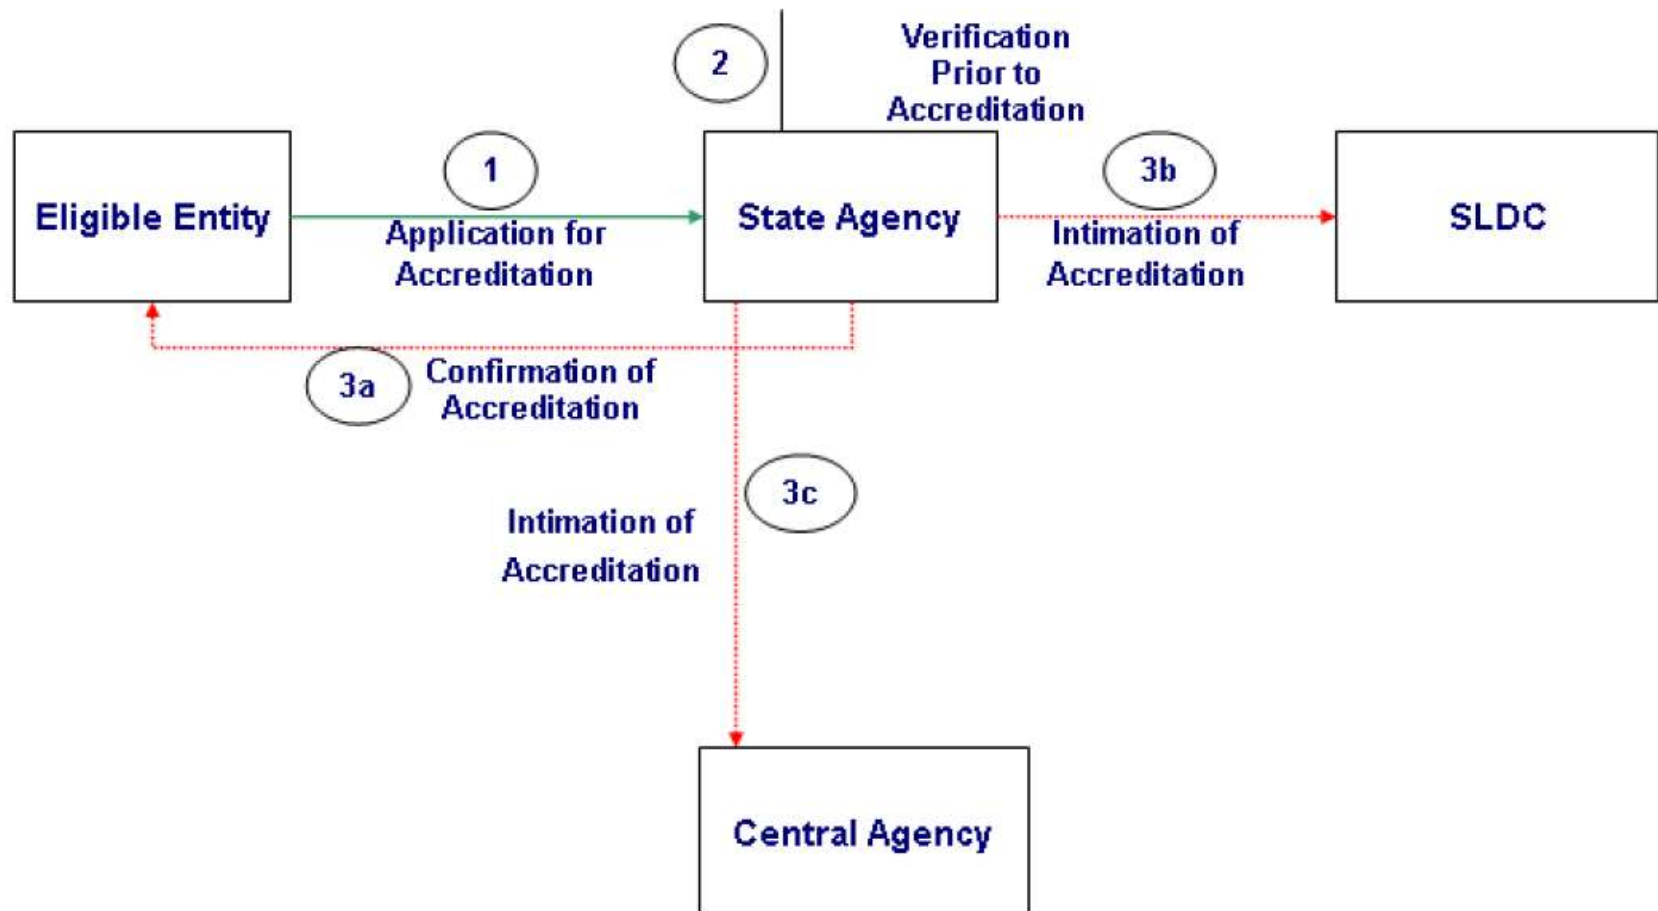 2
Verification
Prior to
Accreditation
Eligible Entity
1
Application for
Accreditation
State Agency
3b
Intimation of
Accreditation
SLDC
3a
Confirmation of
Accreditation
3c
Intimation of
Accreditation
Central Agency